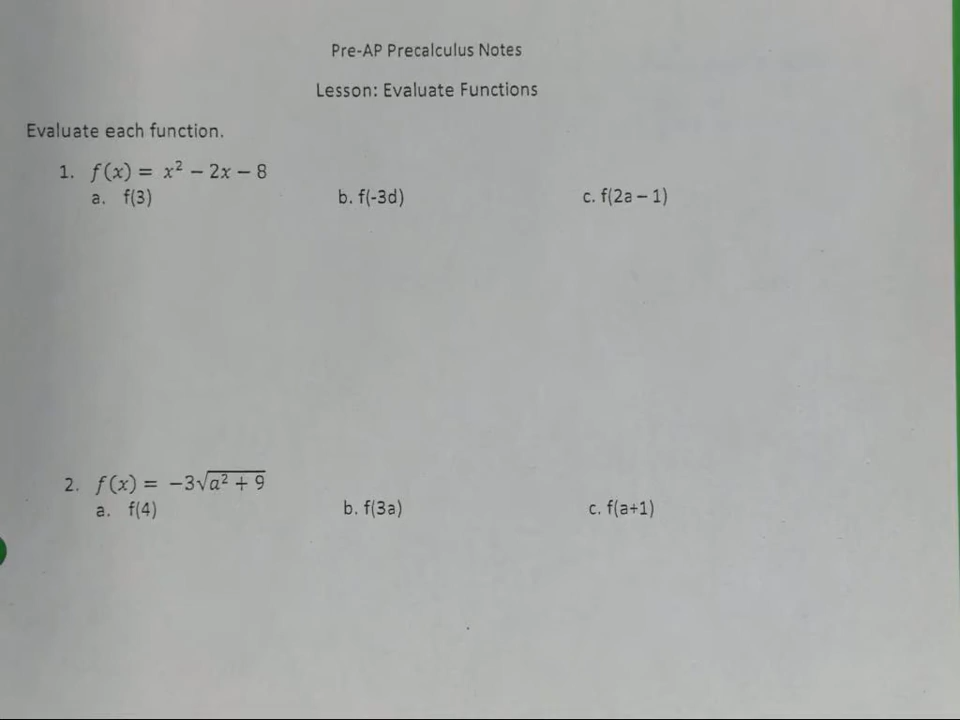 Pre-AP Precalculus Notes
Lesson: Evaluate Functions
Evaluate each function.
1. f(x) = x² − 2x − 8
a. f(3) b. f(-3d) c. f(2a – 1)
2. f(x) = −3√(a² + 9)
a. f(4) b. f(3a) c. f(a+1)